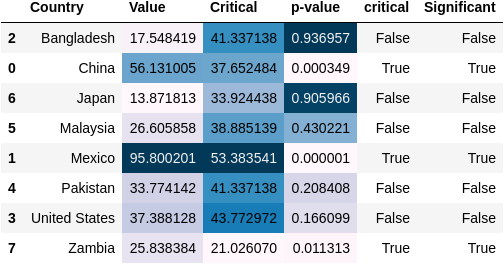 Country Value Critical p-value critical Significant
2 Bangladesh 17.548419 41.337138 0.936957 False False
0 China 56.131005 37.652484 0.000349 True True
6 Japan 13.871813 33.924438 0.905966 False False
5 Malaysia 26.605858 38.885139 0.430221 False False
1 Mexico 95.800201 53.383541 0.000001 True True
4 Pakistan 33.774142 41.337138 0.208408 False False
3 United States 37.388128 43.772972 0.166099 False False
7 Zambia 25.838384 21.026070 0.011313 True True